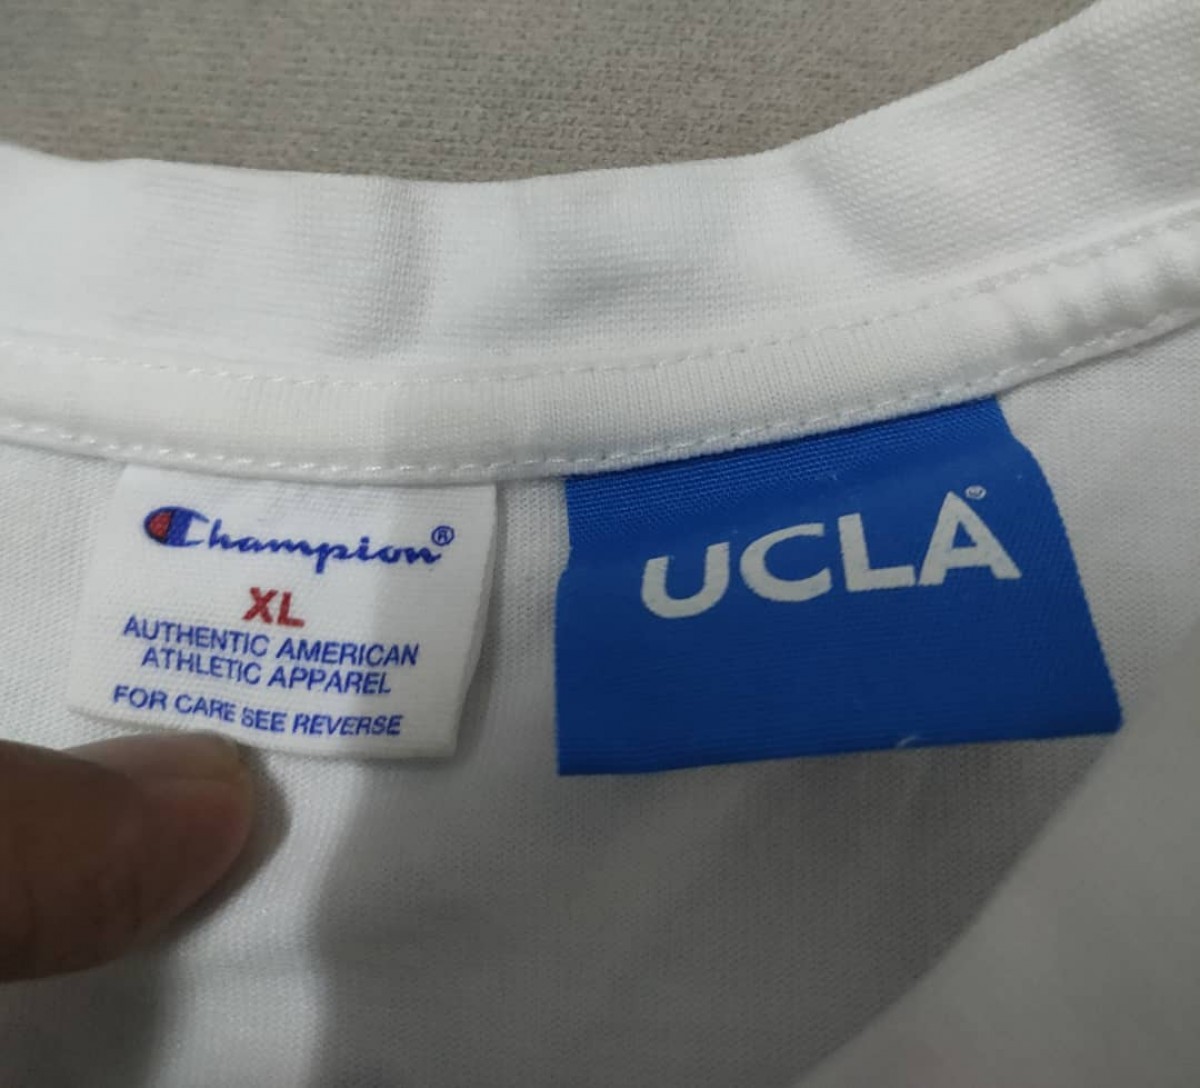 Champion®
XL
AUTHENTIC AMERICAN
ATHLETIC APPAREL
FOR CARE SEE REVERSE
UCLA®